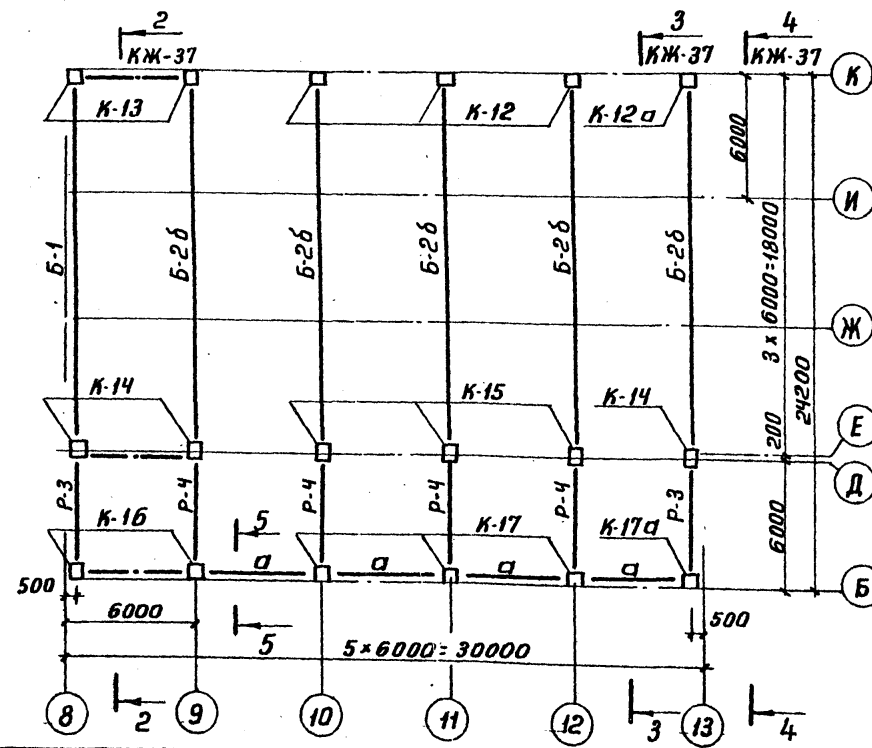 2 3 4
КЖ-37 КЖ-37 КЖ-37
К
К-13 К-12 К-12а
6000
И
Б-1 Б-2б Б-2б Б-2б Б-2б Б-2б
3 × 6000=18000
Ж
24200
К-14 К-15 К-14
200
Е
Д
Р-3 Р-4 Р-4 Р-4 Р-4 Р-3
6000
К-16 5 К-17 К-17а
а а а а
Б
500 500
6000
5 5 × 6000=30000
8 2 9 10 11 12 3 13 4